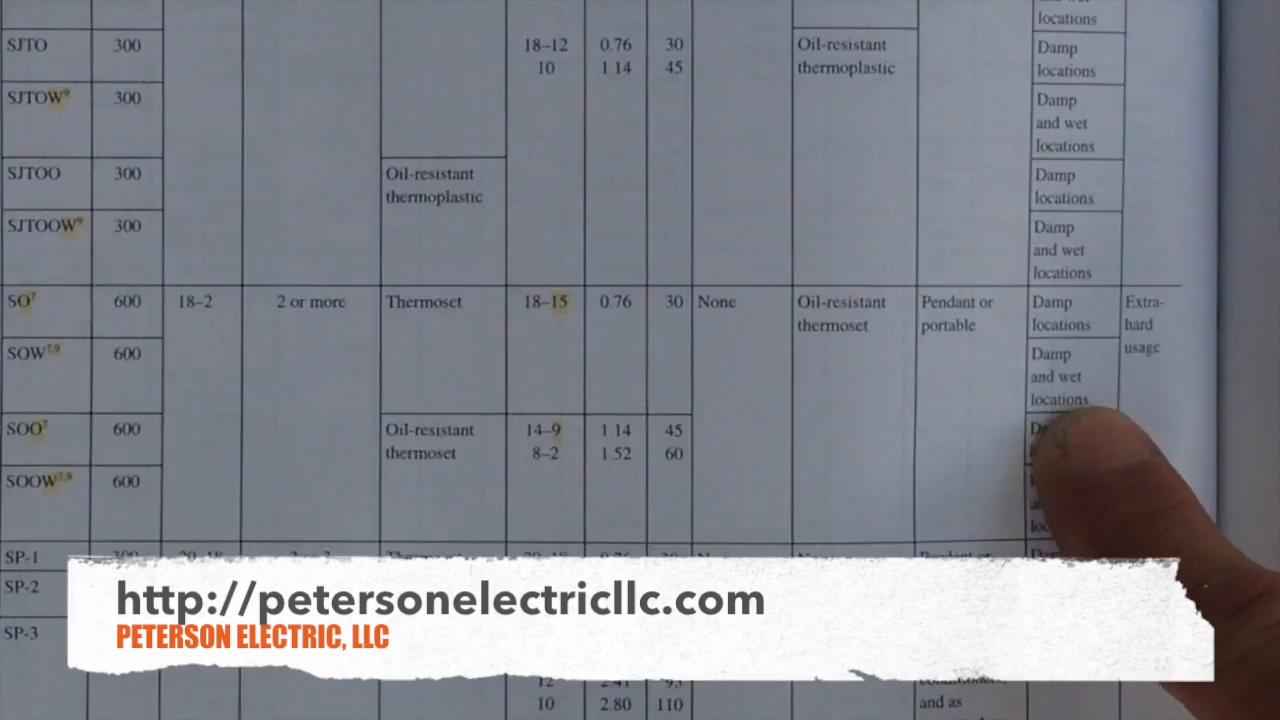 and wet
locations
SJTO 300 18–12 0.76 30 Oil-resistant Damp
10 1.14 45 thermoplastic locations
SJTOW⁹ 300 Damp
and wet
locations
SJTOO 300 Oil-resistant Damp
thermoplastic locations
SJTOOW⁹ 300 Damp
and wet
locations
SO⁷ 600 18–2 2 or more Thermoset 18–15 0.76 30 None Oil-resistant Pendant or Damp Extra-
thermoset portable locations hard
SOW⁷,⁹ 600 Damp usage
and wet
locations
SOO⁷ 600 Oil-resistant 14–9 1.14 45
thermoset 8–2 1.52 60
SOOW⁷,⁹ 600
SP-1 300
SP-2
SP-3
http://petersonelectricllc.com
PETERSON ELECTRIC, LLC
12
10 2.80 110 and as